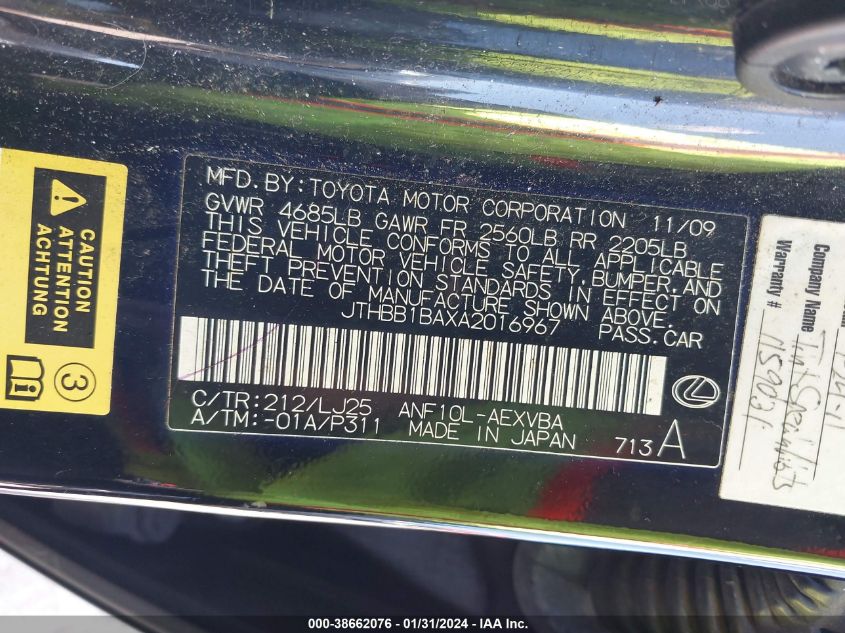 CAUTION
ATTENTION
ACHTUNG
3
MFD. BY: TOYOTA MOTOR CORPORATION 11/09
GVWR 4685LB GAWR FR 2560LB RR 2205LB
THIS VEHICLE CONFORMS TO ALL APPLICABLE
FEDERAL MOTOR VEHICLE SAFETY, BUMPER, AND
THEFT PREVENTION STANDARDS IN EFFECT ON
THE DATE OF MANUFACTURE SHOWN ABOVE.
JTHBB1BAXA2016967 PASS. CAR
C/TR: 212/LJ25 ANF10L-AEXVBA
A/TM: -01A/P311 MADE IN JAPAN 713 A
Company Name
Warranty #
000-38662076 - 01/31/2024 - IAA Inc.